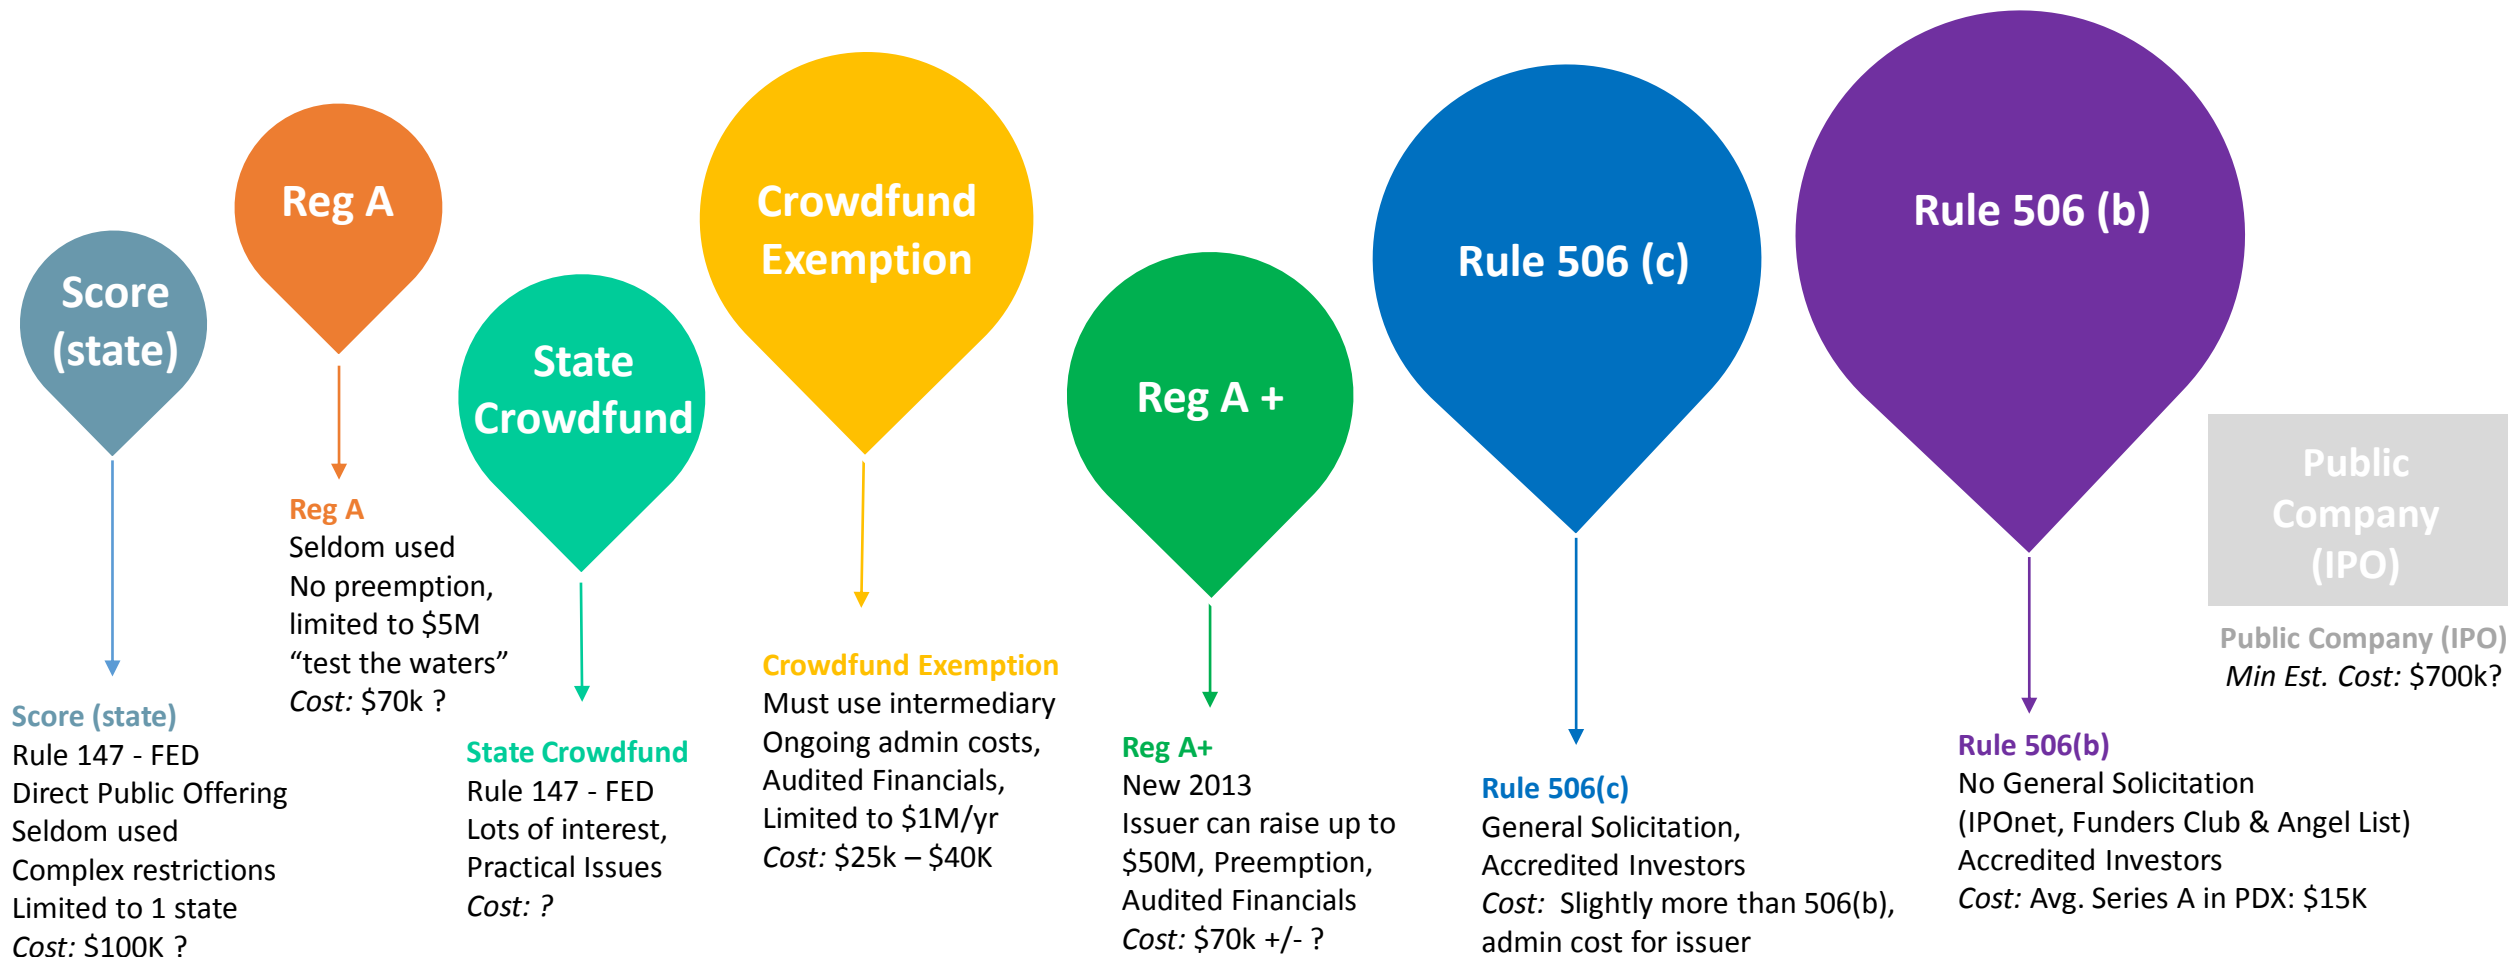 Score
(state)
Reg A
State
Crowdfund
Crowdfund
Exemption
Reg A +
Rule 506 (c)
Rule 506 (b)
Public
Company
(IPO)
Score (state)
Rule 147 - FED
Direct Public Offering
Seldom used
Complex restrictions
Limited to 1 state
Cost: $100K ?
Reg A
Seldom used
No preemption,
limited to $5M
“test the waters”
Cost: $70k ?
State Crowdfund
Rule 147 - FED
Lots of interest,
Practical Issues
Cost: ?
Crowdfund Exemption
Must use intermediary
Ongoing admin costs,
Audited Financials,
Limited to $1M/yr
Cost: $25k – $40K
Reg A+
New 2013
Issuer can raise up to
$50M, Preemption,
Audited Financials
Cost: $70k +/- ?
Rule 506(c)
General Solicitation,
Accredited Investors
Cost: Slightly more than 506(b),
admin cost for issuer
Rule 506(b)
No General Solicitation
(IPOnet, Funders Club & Angel List)
Accredited Investors
Cost: Avg. Series A in PDX: $15K
Public Company (IPO)
Min Est. Cost: $700k?